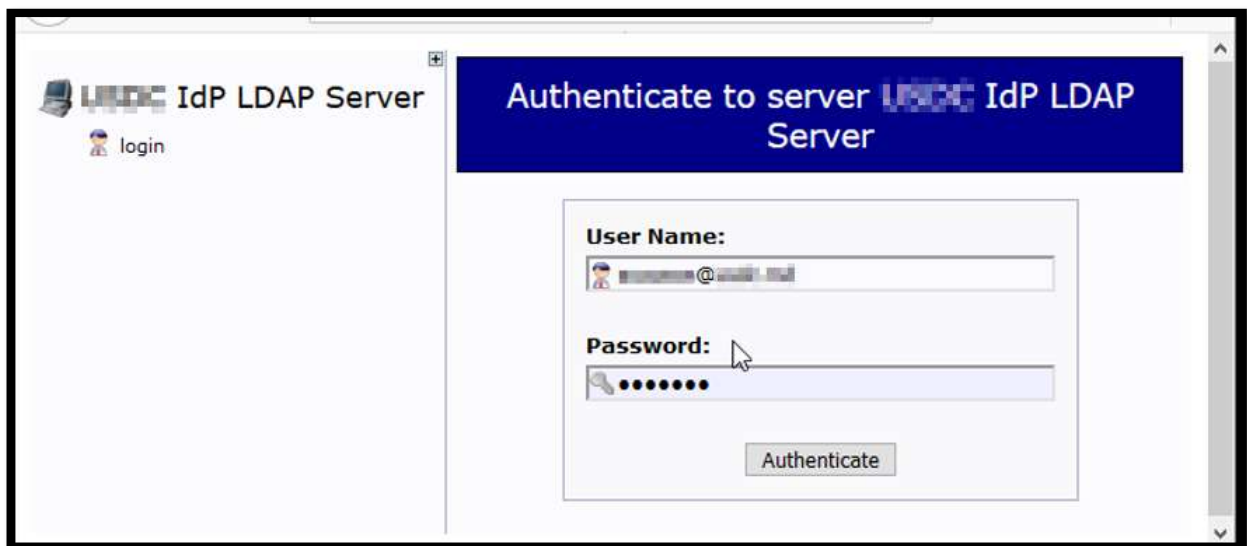 IdP LDAP Server
login
Authenticate to server IdP LDAP
Server
User Name:
@
Password:
•••••••
Authenticate